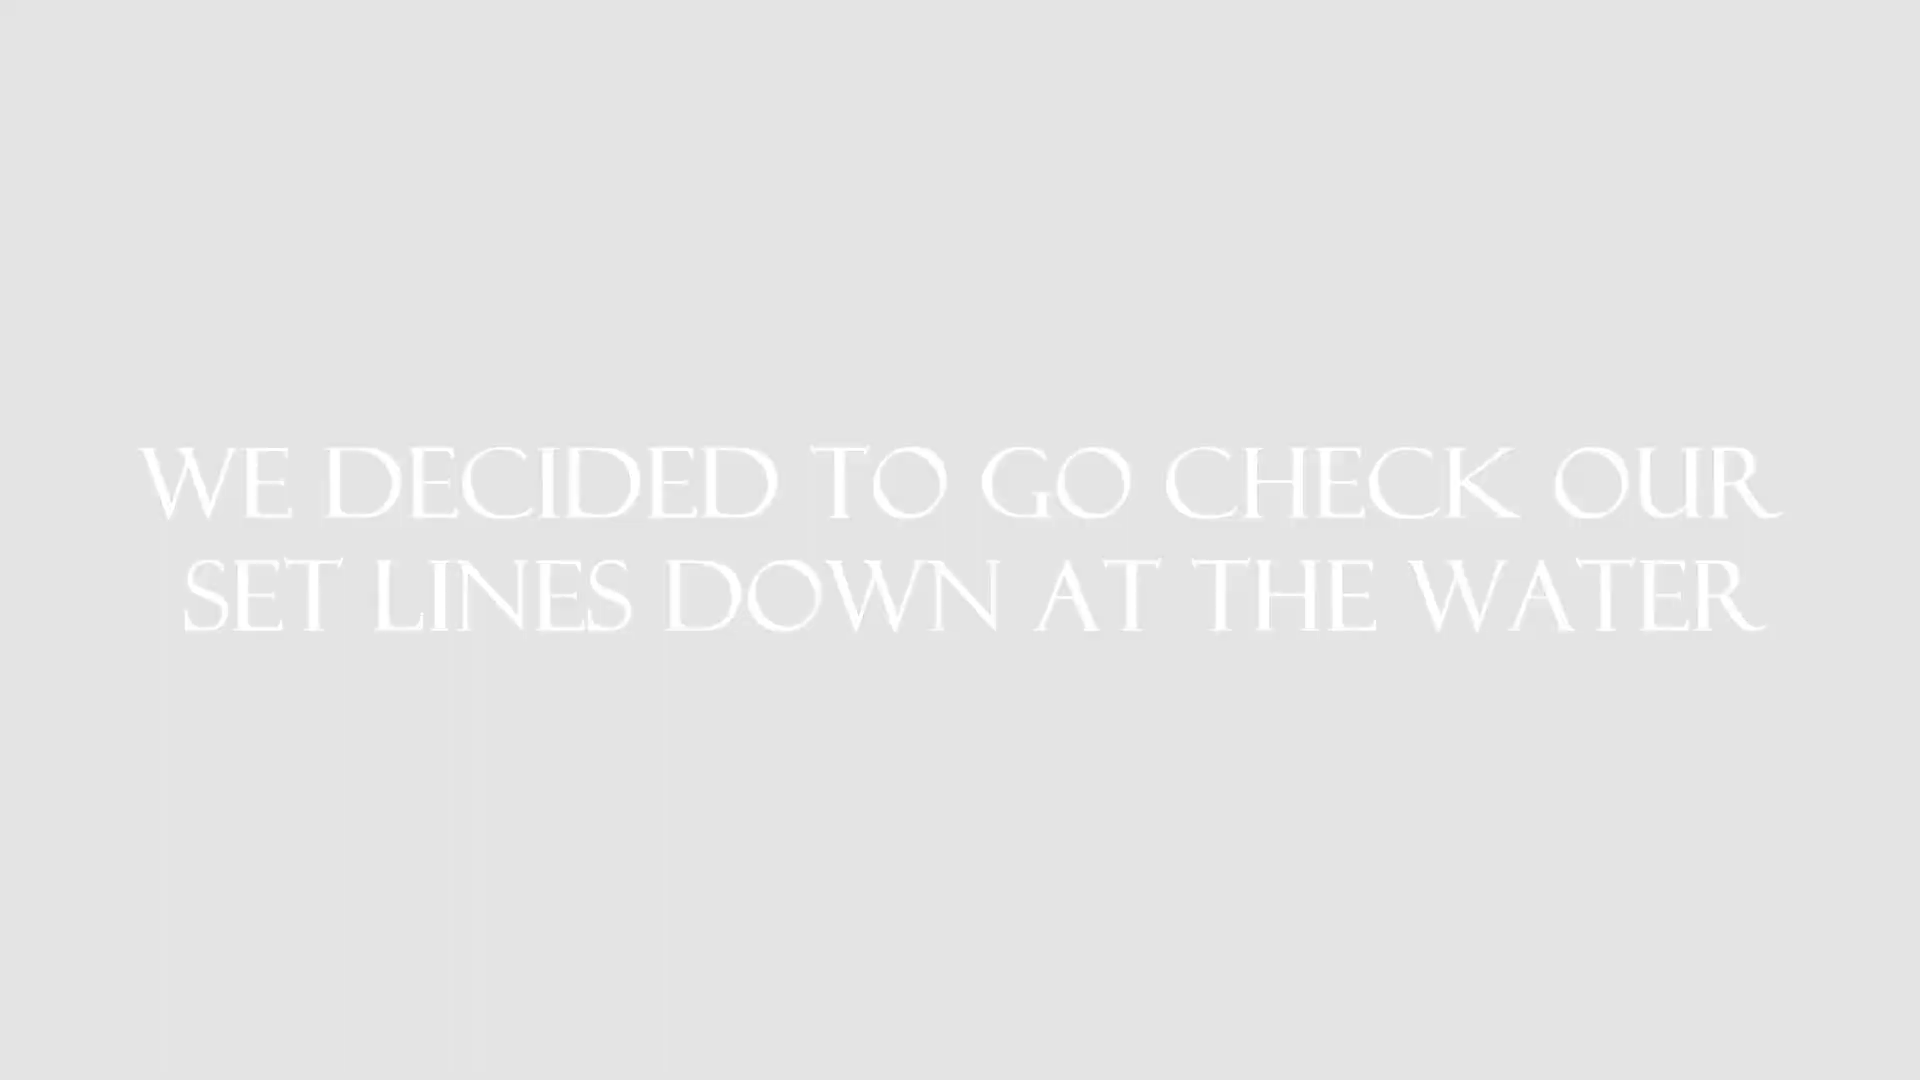 WE DECIDED TO GO CHECK OUR
SET LINES DOWN AT THE WATER